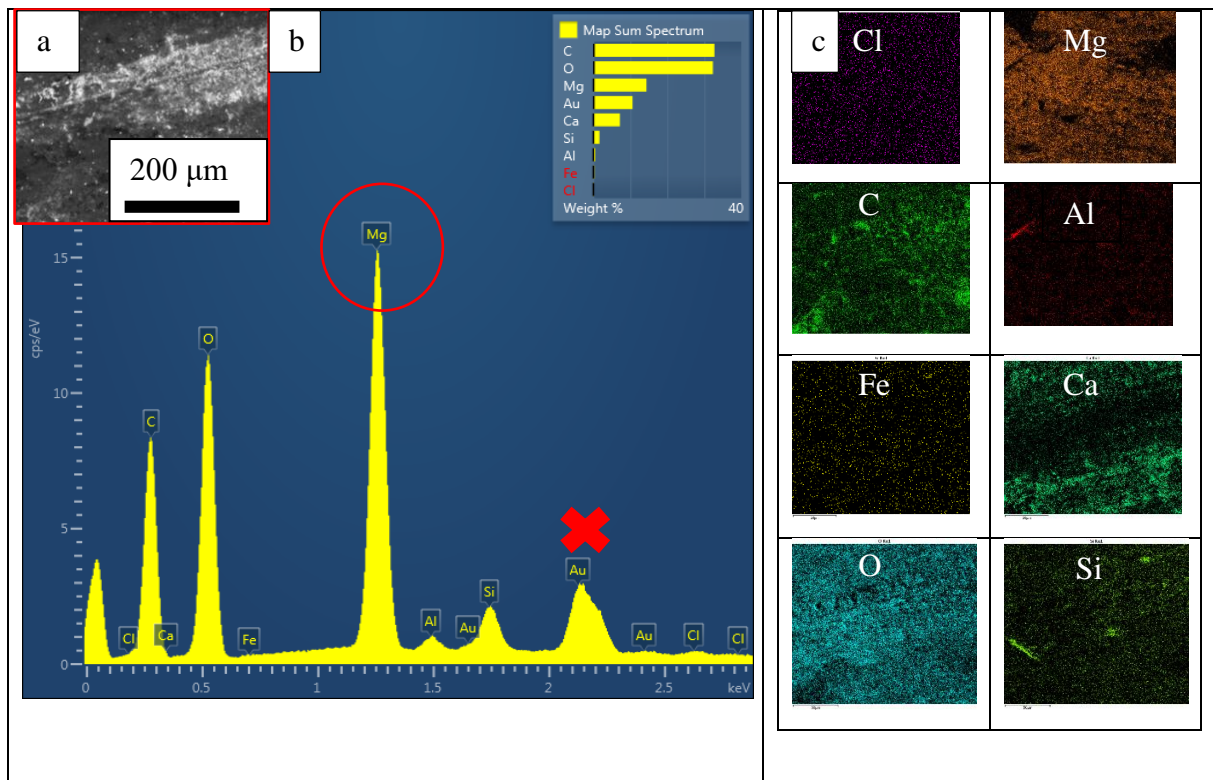 a
200 μm
b
Map Sum Spectrum
C
O
Mg
Au
Ca
Si
Al
Fe
Cl
Weight % 40
cps/eV
15
10
5
0
Cl
C
Ca
O
Fe
Mg
Al
Au
Si
Au
Au
Cl
Cl
0 0.5 1 1.5 2 2.5 keV
c
Cl
Mg
C
Al
Fe
Ca
O
Si